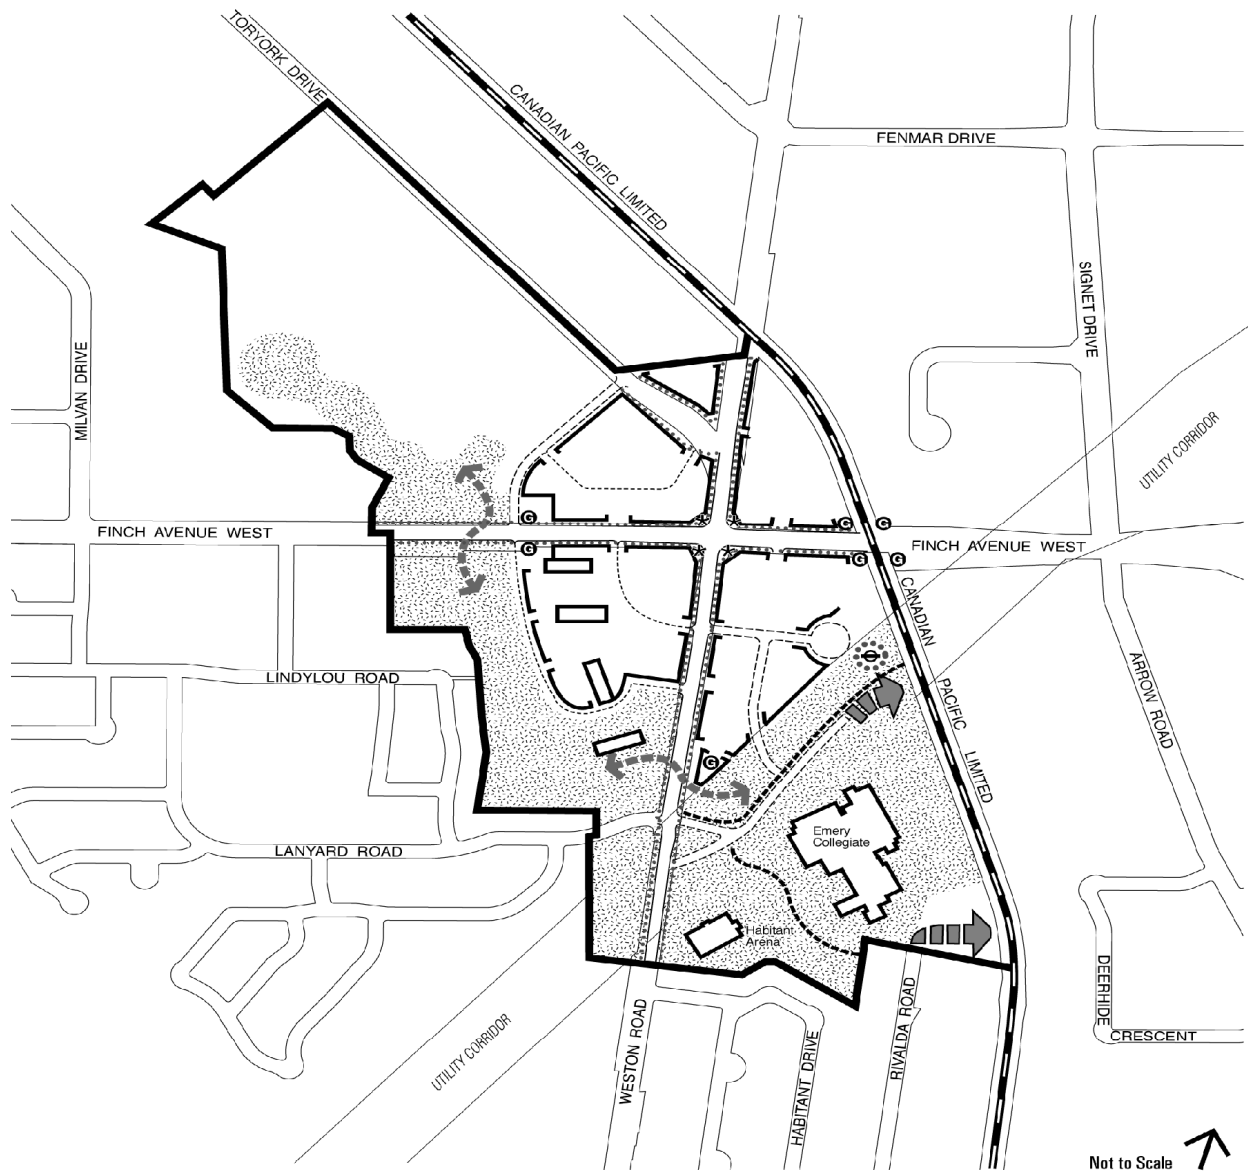 TORYORK DRIVE
CANADIAN PACIFIC LIMITED
FENMAR DRIVE
SIGNET DRIVE
MILVAN DRIVE
UTILITY CORRIDOR
G
G
G
FINCH AVENUE WEST
FINCH AVENUE WEST
G
G
G
CANADIAN PACIFIC LIMITED
LINDYLOU ROAD
ARROW ROAD
G
Emery
Collegiate
LANYARD ROAD
Habitant
Arena
DEERHIDE
CRESCENT
RIVALDA ROAD
UTILITY CORRIDOR
WESTON ROAD
HABITANT DRIVE
Not to Scale